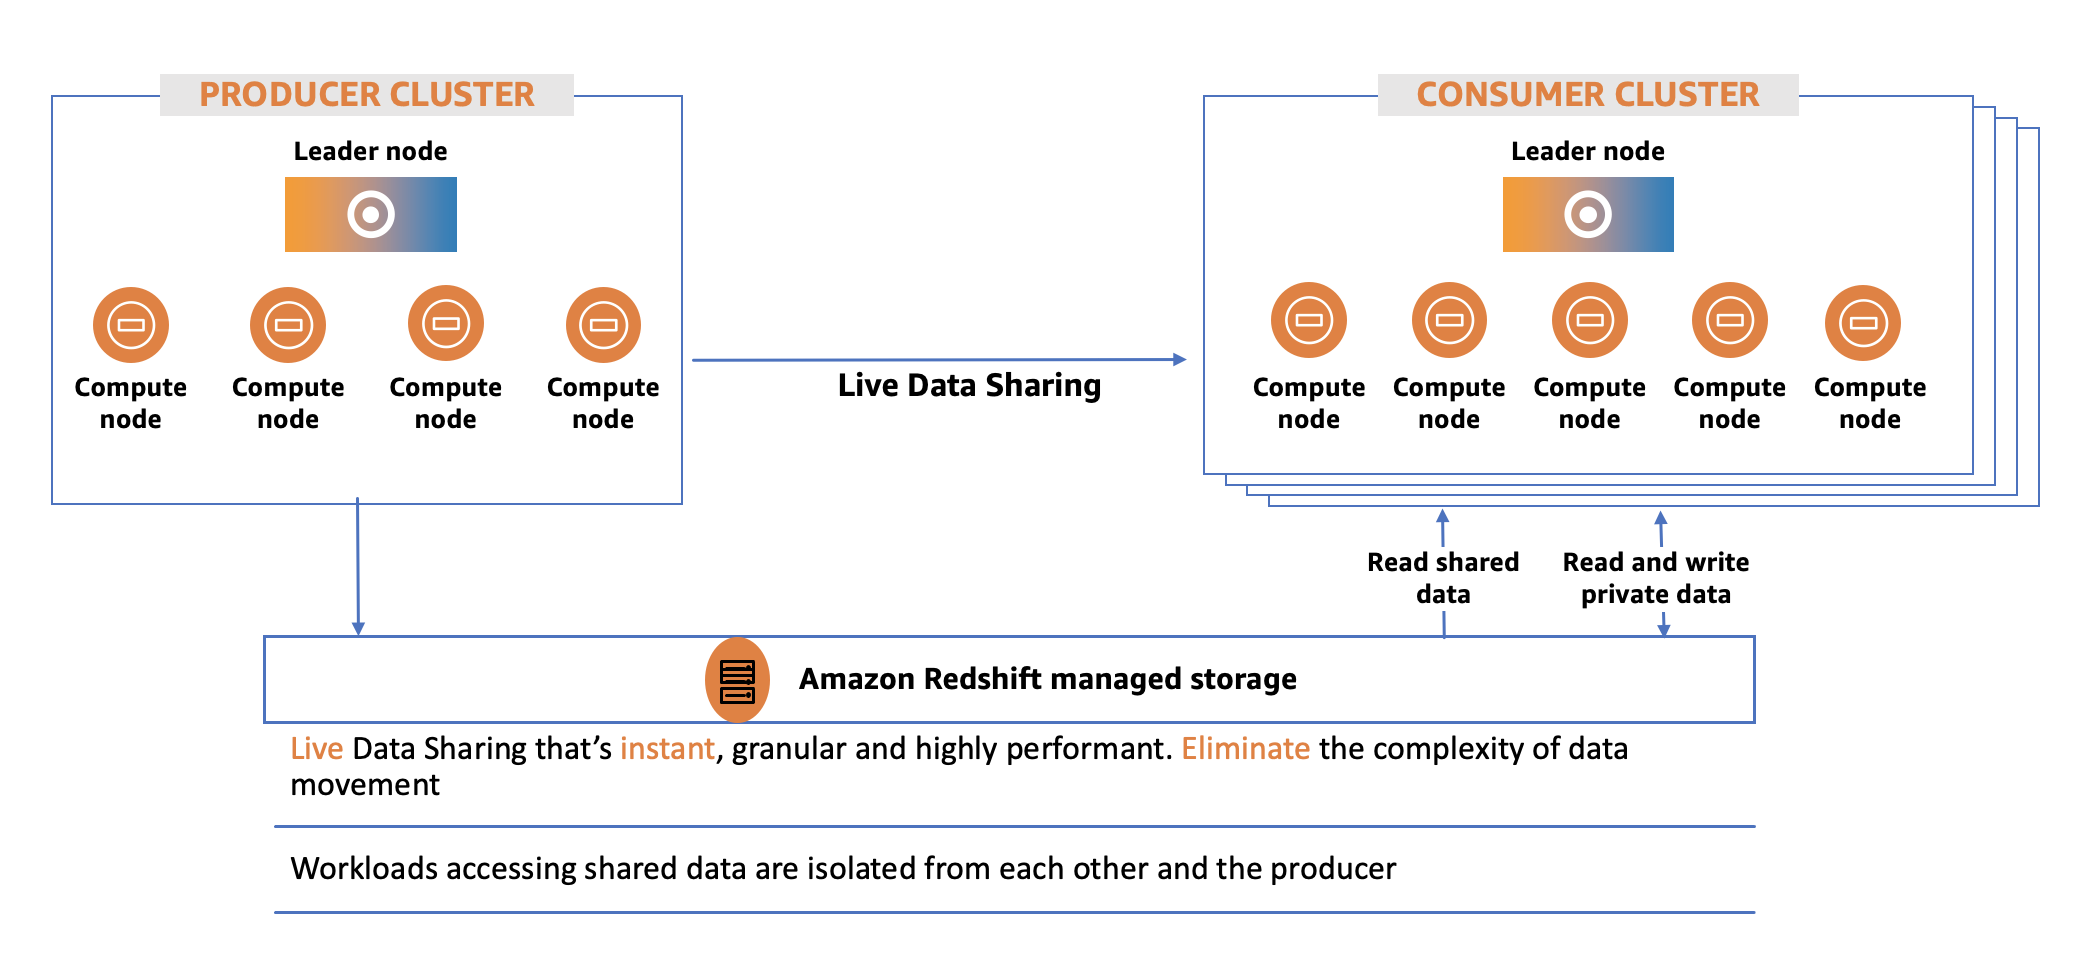 PRODUCER CLUSTER
Leader node
Compute
node
Compute
node
Compute
node
Compute
node
Live Data Sharing
CONSUMER CLUSTER
Leader node
Compute
node
Compute
node
Compute
node
Compute
node
Compute
node
Read shared
data
Read and write
private data
Amazon Redshift managed storage
Live Data Sharing that’s instant, granular and highly performant. Eliminate the complexity of data
movement
Workloads accessing shared data are isolated from each other and the producer